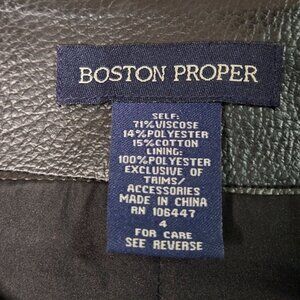 BOSTON PROPER
SELF:
71%VISCOSE
14%POLYESTER
15%COTTON
LINING:
100%POLYESTER
EXCLUSIVE OF
TRIMS/
ACCESSORIES
MADE IN CHINA
RN 106447
4
FOR CARE
SEE REVERSE